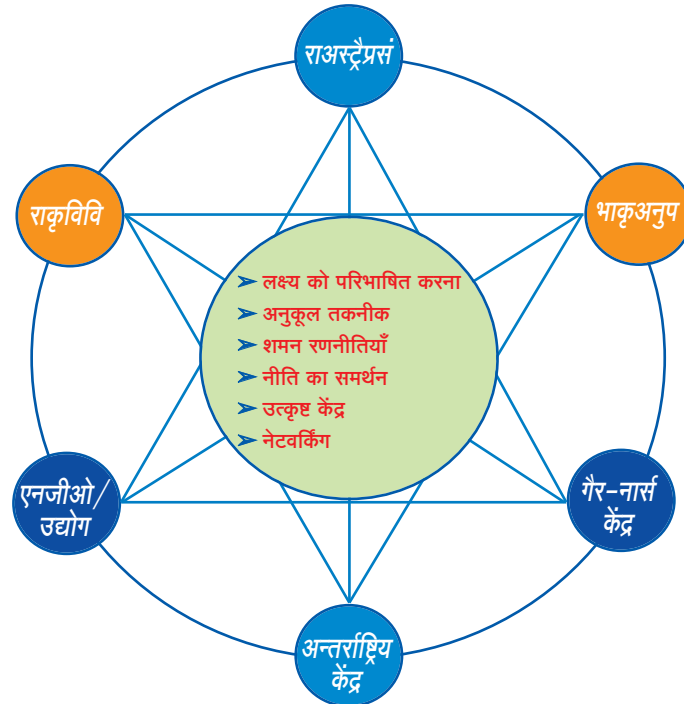 राअस्ट्रैप्रसं
राकृविवि
भाकृअनुप
➢ लक्ष्य को परिभाषित करना
➢ अनुकूल तकनीक
➢ शमन रणनीतियाँ
➢ नीति का समर्थन
➢ उत्कृष्ट केंद्र
➢ नेटवर्किंग
एनजीओ/
उद्योग
गैर-नार्स
केंद्र
अन्तर्राष्ट्रिय
केंद्र